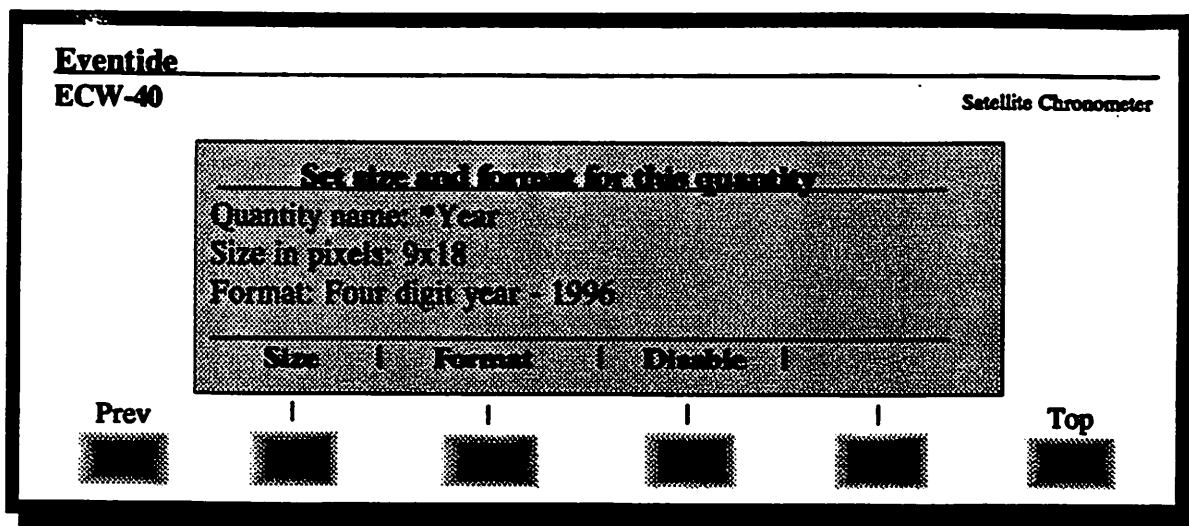 Eventide
ECW-40
Satellite Chronometer
Set size and format for this quantity
Quantity name: *Year
Size in pixels: 9x18
Format: Four digit year - 1996
Size | Format | Disable |
Prev | | | | Top